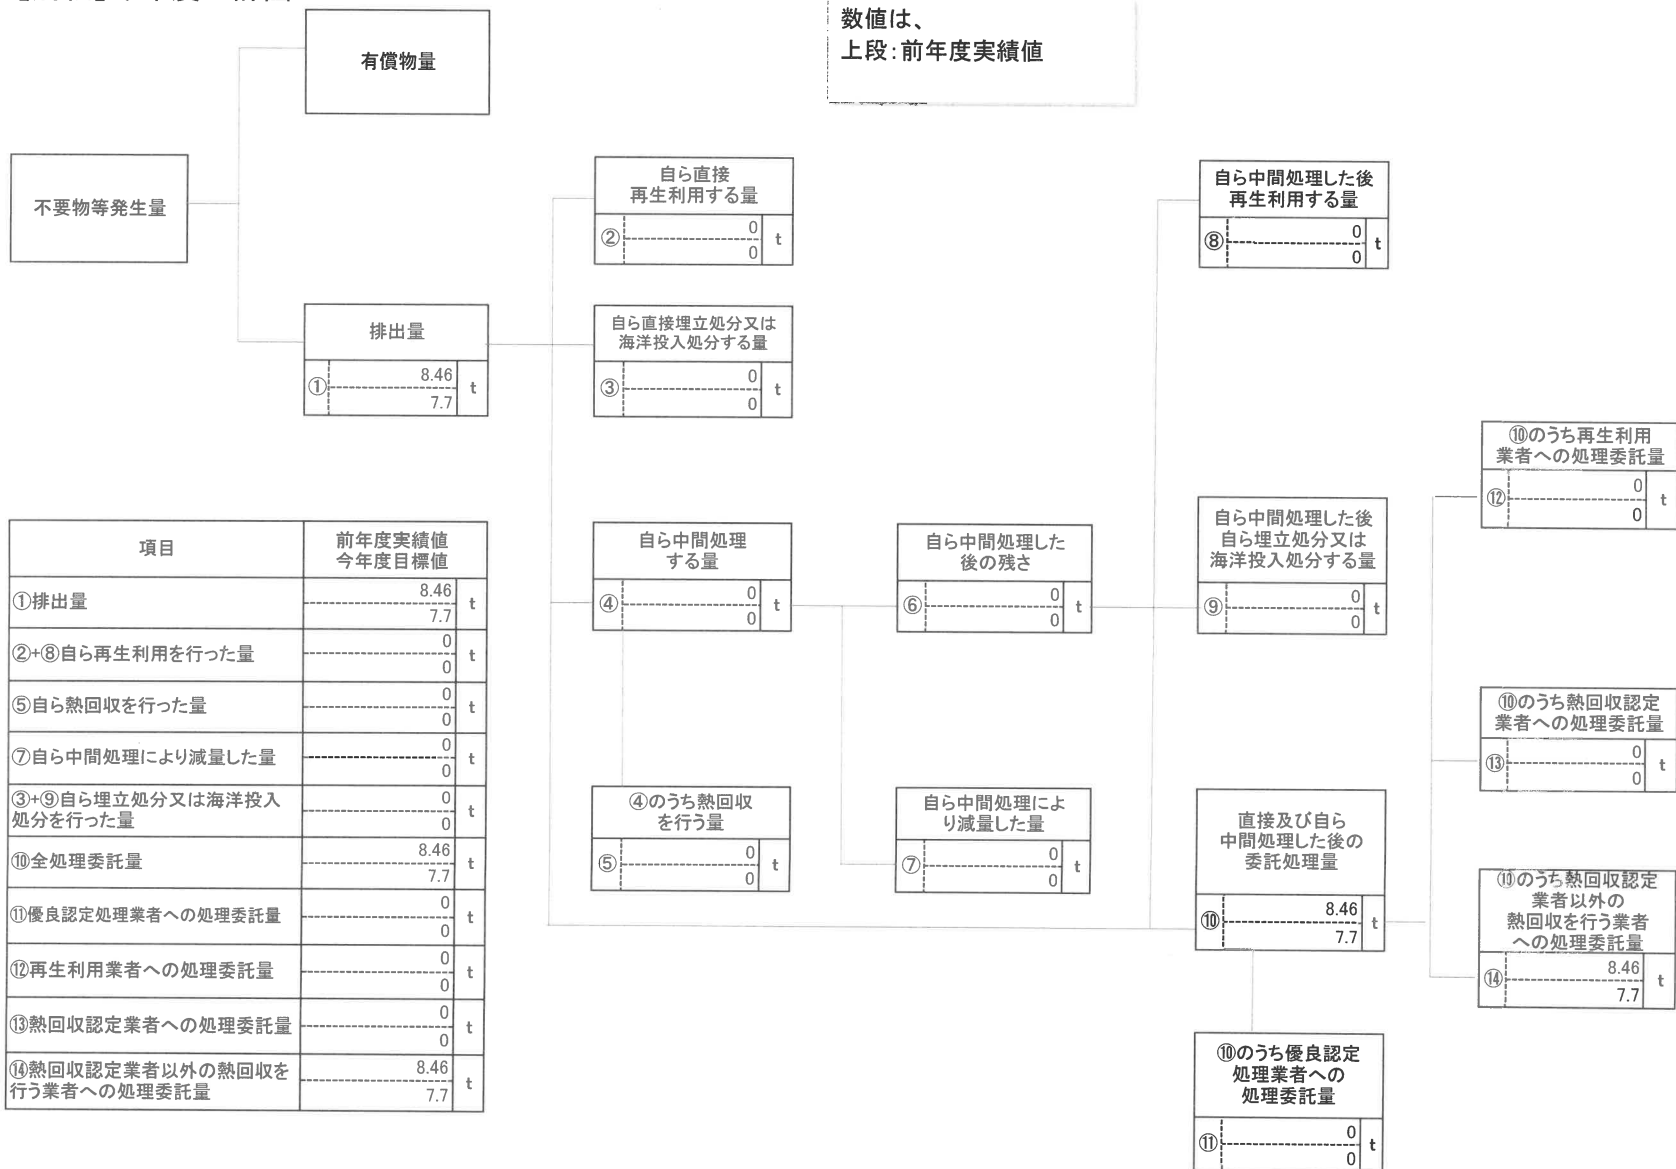 数値は、
上段:前年度実績値
有償物量
不要物等発生量
自ら直接
再生利用する量
② 0 t
0
自ら中間処理した後
再生利用する量
⑧ 0 t
0
排出量
① 8.46 t
7.7
自ら直接埋立処分又は
海洋投入処分する量
③ 0 t
0
⑩のうち再生利用
業者への処理委託量
⑫ 0 t
0
自ら中間処理
する量
④ 0 t
0
自ら中間処理した
後の残さ
⑥ 0 t
0
自ら中間処理した後
自ら埋立処分又は
海洋投入処分する量
⑨ 0 t
0
⑩のうち熱回収認定
業者への処理委託量
⑬ 0 t
0
④のうち熱回収
を行う量
⑤ 0 t
0
自ら中間処理によ
り減量した量
⑦ 0 t
0
直接及び自ら
中間処理した後の
委託処理量
⑩ 8.46 t
7.7
⑩のうち熱回収認定
業者以外の
熱回収を行う業者
への処理委託量
⑭ 8.46 t
7.7
⑩のうち優良認定
処理業者への
処理委託量
⑪ 0 t
0
項目 前年度実績値
今年度目標値
①排出量 8.46 t
7.7
②+⑧自ら再生利用を行った量 0 t
0
⑤自ら熱回収を行った量 0 t
0
⑦自ら中間処理により減量した量 0 t
0
③+⑨自ら埋立処分又は海洋投入 0 t
処分を行った量 0
⑩全処理委託量 8.46 t
7.7
⑪優良認定処理業者への処理委託量 0 t
0
⑫再生利用業者への処理委託量 0 t
0
⑬熱回収認定業者への処理委託量 0 t
0
⑭熱回収認定業者以外の熱回収を 8.46 t
行う業者への処理委託量 7.7